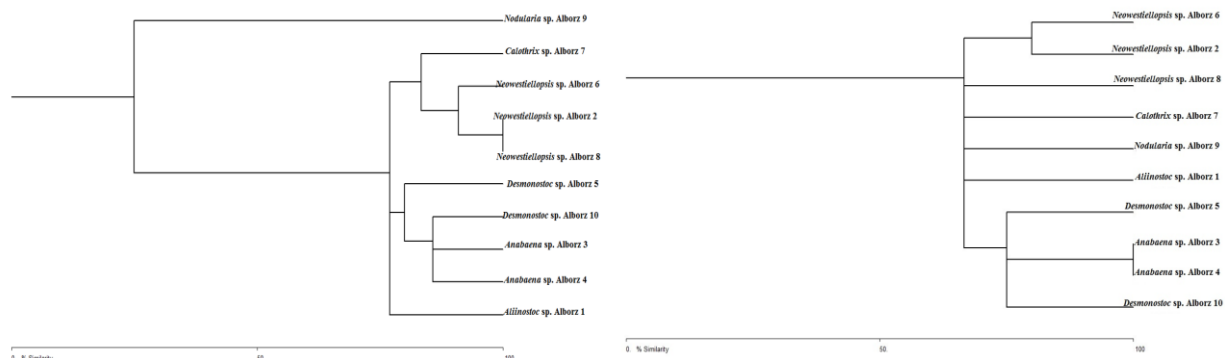 Nodularia sp. Alborz 9
Calothrix sp. Alborz 7
Neowestiellopsis sp. Alborz 6
Neowestiellopsis sp. Alborz 2
Neowestiellopsis sp. Alborz 8
Desmonostoc sp. Alborz 5
Desmonostoc sp. Alborz 10
Anabaena sp. Alborz 3
Anabaena sp. Alborz 4
Aliinostoc sp. Alborz 1
0. % Similarity 50. 100
Neowestiellopsis sp. Alborz 6
Neowestiellopsis sp. Alborz 2
Neowestiellopsis sp. Alborz 8
Calothrix sp. Alborz 7
Nodularia sp. Alborz 9
Aliinostoc sp. Alborz 1
Desmonostoc sp. Alborz 5
Anabaena sp. Alborz 3
Anabaena sp. Alborz 4
Desmonostoc sp. Alborz 10
0. % Similarity 50. 100